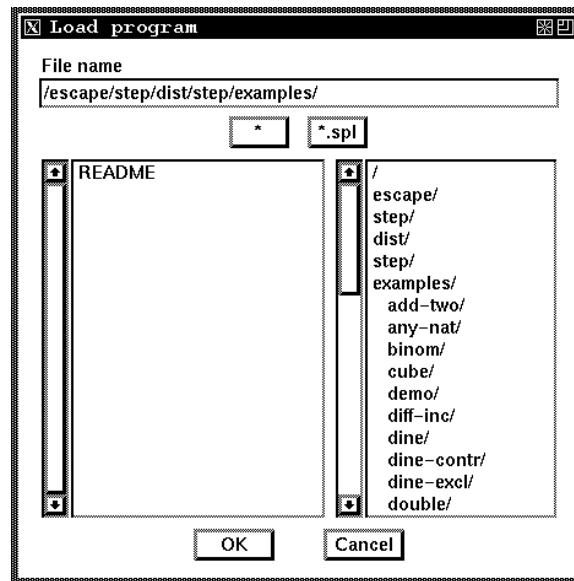 Load program
File name
/escape/step/dist/step/examples/
* *.spl
README
/
escape/
step/
dist/
step/
examples/
add-two/
any-nat/
binom/
cube/
demo/
diff-inc/
dine/
dine-contr/
dine-excl/
double/
OK Cancel